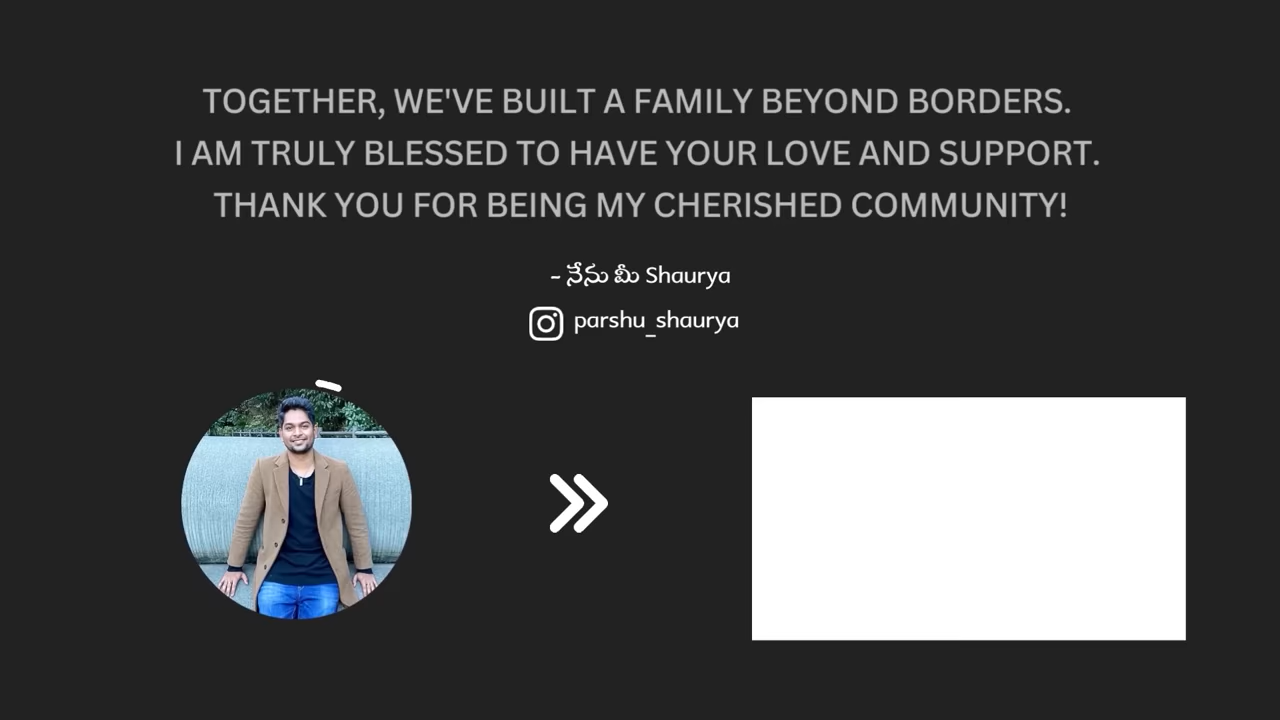 TOGETHER, WE'VE BUILT A FAMILY BEYOND BORDERS.
I AM TRULY BLESSED TO HAVE YOUR LOVE AND SUPPORT.
THANK YOU FOR BEING MY CHERISHED COMMUNITY!
- నేను మీ Shaurya
parshu_shaurya